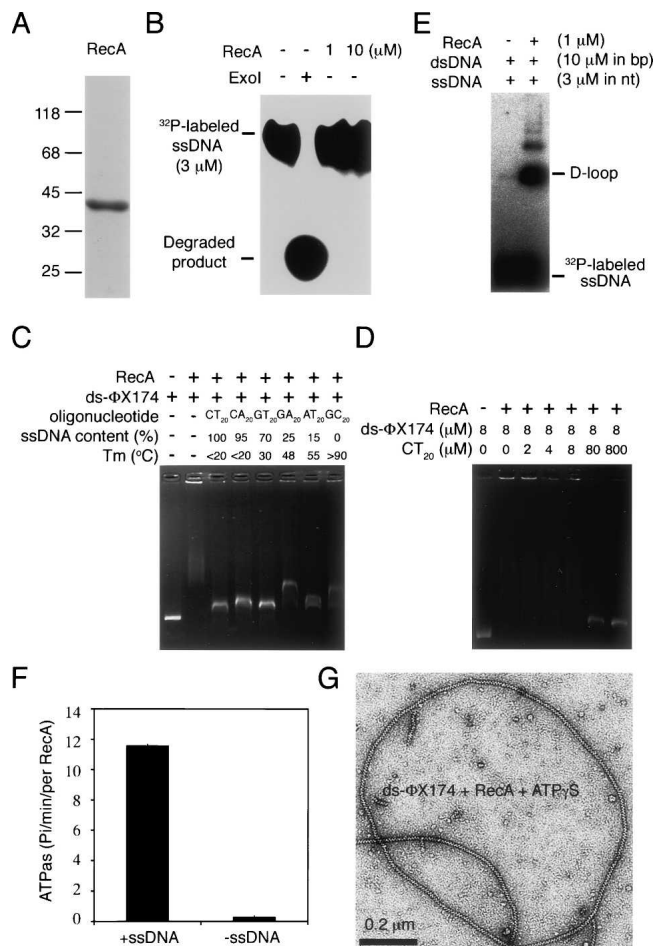 A
RecA
118
68
45
32
25
B
RecA - - 1 10 (μM)
ExoI - + - -
³²P-labeled
ssDNA
(3 μM)
Degraded
product
E
RecA - + (1 μM)
dsDNA + + (10 μM in bp)
ssDNA + + (3 μM in nt)
D-loop
³²P-labeled
ssDNA
C
RecA - + + + + + + +
ds-ΦX174 + + + + + + + +
oligonucleotide - - CT₂₀ CA₂₀ GT₂₀ GA₂₀ AT₂₀ GC₂₀
ssDNA content (%) - - 100 95 70 25 15 0
Tm (°C) - - <20 <20 30 48 55 >90
D
RecA - + + + + + +
ds-ΦX174 (μM) 8 8 8 8 8 8 8
CT₂₀ (μM) 0 0 2 4 8 80 800
F
ATPas (Pi/min/per RecA)
14
12
10
8
6
4
2
0
+ssDNA -ssDNA
G
ds-ΦX174 + RecA + ATPγS
0.2 μm